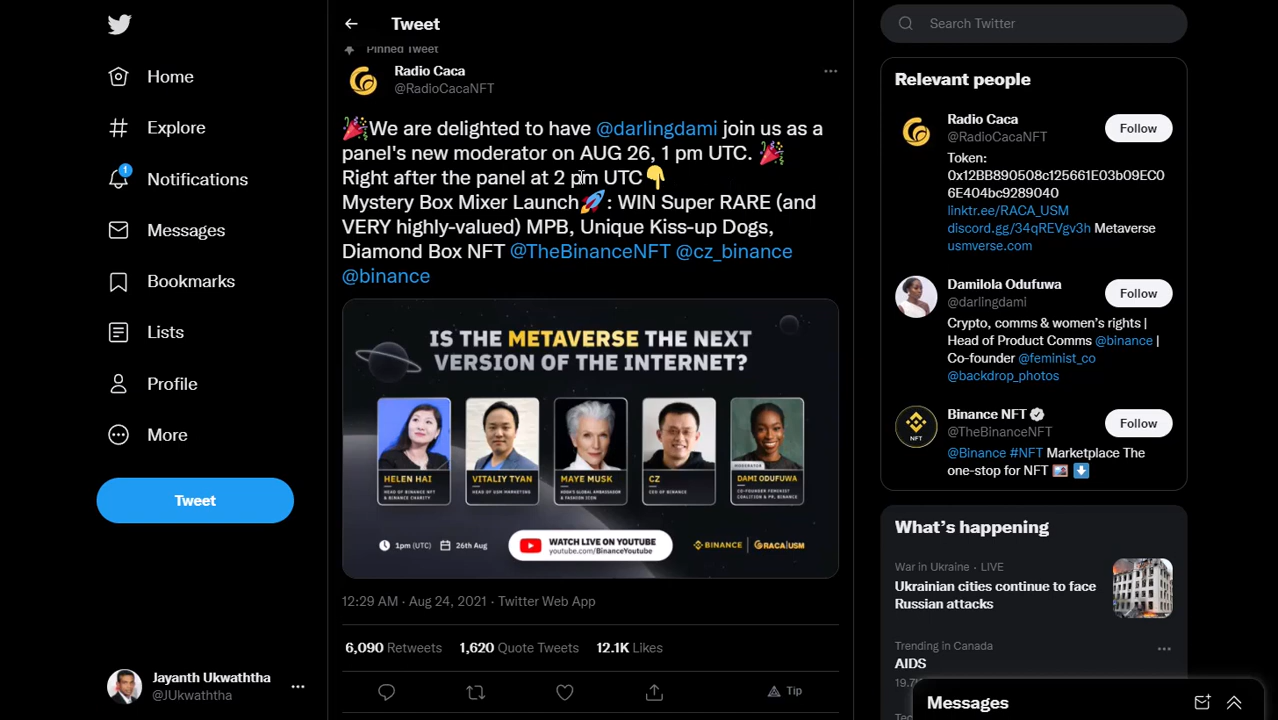 Home
Explore
1
Notifications
Messages
Bookmarks
Lists
Profile
More
Tweet
Jayanth Ukwaththa
@JUkwaththa
Tweet
Pinned Tweet
Radio Caca
@RadioCacaNFT
We are delighted to have @darlingdami join us as a
panel's new moderator on AUG 26, 1 pm UTC.
Right after the panel at 2 pm UTC
Mystery Box Mixer Launch: WIN Super RARE (and
VERY highly-valued) MPB, Unique Kiss-up Dogs,
Diamond Box NFT @TheBinanceNFT @cz_binance
@binance
IS THE METAVERSE THE NEXT
VERSION OF THE INTERNET?
HELEN HAI
HEAD OF BINANCE NFT
& BINANCE CHARITY
VITALIY TYAN
HEAD OF USM MARKETING
MAYE MUSK
GLOBAL AMBASSADOR
& FASHION ICON
CZ
CEO OF BINANCE
MODERATOR
DAMI ODUFUWA
CO-FOUNDER FEMINIST
COALITION & PR, BINANCE
1pm (UTC) 26th Aug
WATCH LIVE ON YOUTUBE
youtube.com/BinanceYoutube
BINANCE RACA USM
12:29 AM · Aug 24, 2021 · Twitter Web App
6,090 Retweets 1,620 Quote Tweets 12.1K Likes
Tip
Search Twitter
Relevant people
Radio Caca
@RadioCacaNFT
Follow
Token:
0x12BB890508c125661E03b09EC0
6E404bc9289040
linktr.ee/RACA_USM
discord.gg/34qREVgv3h Metaverse
usmverse.com
Damilola Odufuwa
@darlingdami
Follow
Crypto, comms & women's rights |
Head of Product Comms @binance |
Co-founder @feminist_co
@backdrop_photos
NFT
Binance NFT
@TheBinanceNFT
Follow
@Binance #NFT Marketplace The
one-stop for NFT
What's happening
War in Ukraine · LIVE
Ukrainian cities continue to face
Russian attacks
Trending in Canada
AIDS
Messages